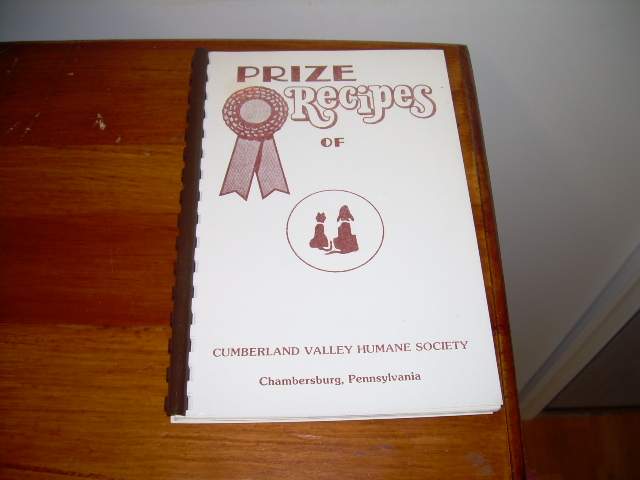 PRIZE
Recipes
OF
CUMBERLAND VALLEY HUMANE SOCIETY
Chambersburg, Pennsylvania